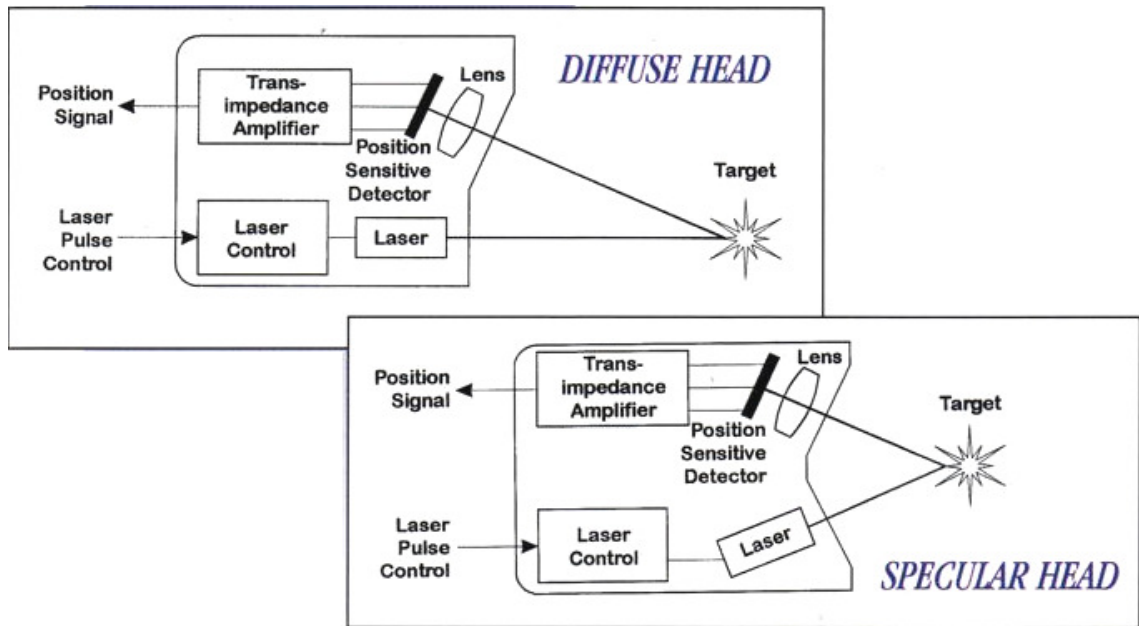 DIFFUSE HEAD
Lens
Trans-
impedance
Amplifier
Position
Signal
Position
Sensitive
Detector
Target
Laser
Pulse
Control
Laser
Control
Laser
Lens
Trans-
impedance
Amplifier
Position
Signal
Target
Position
Sensitive
Detector
Laser
Pulse
Control
Laser
Control
Laser
SPECULAR HEAD